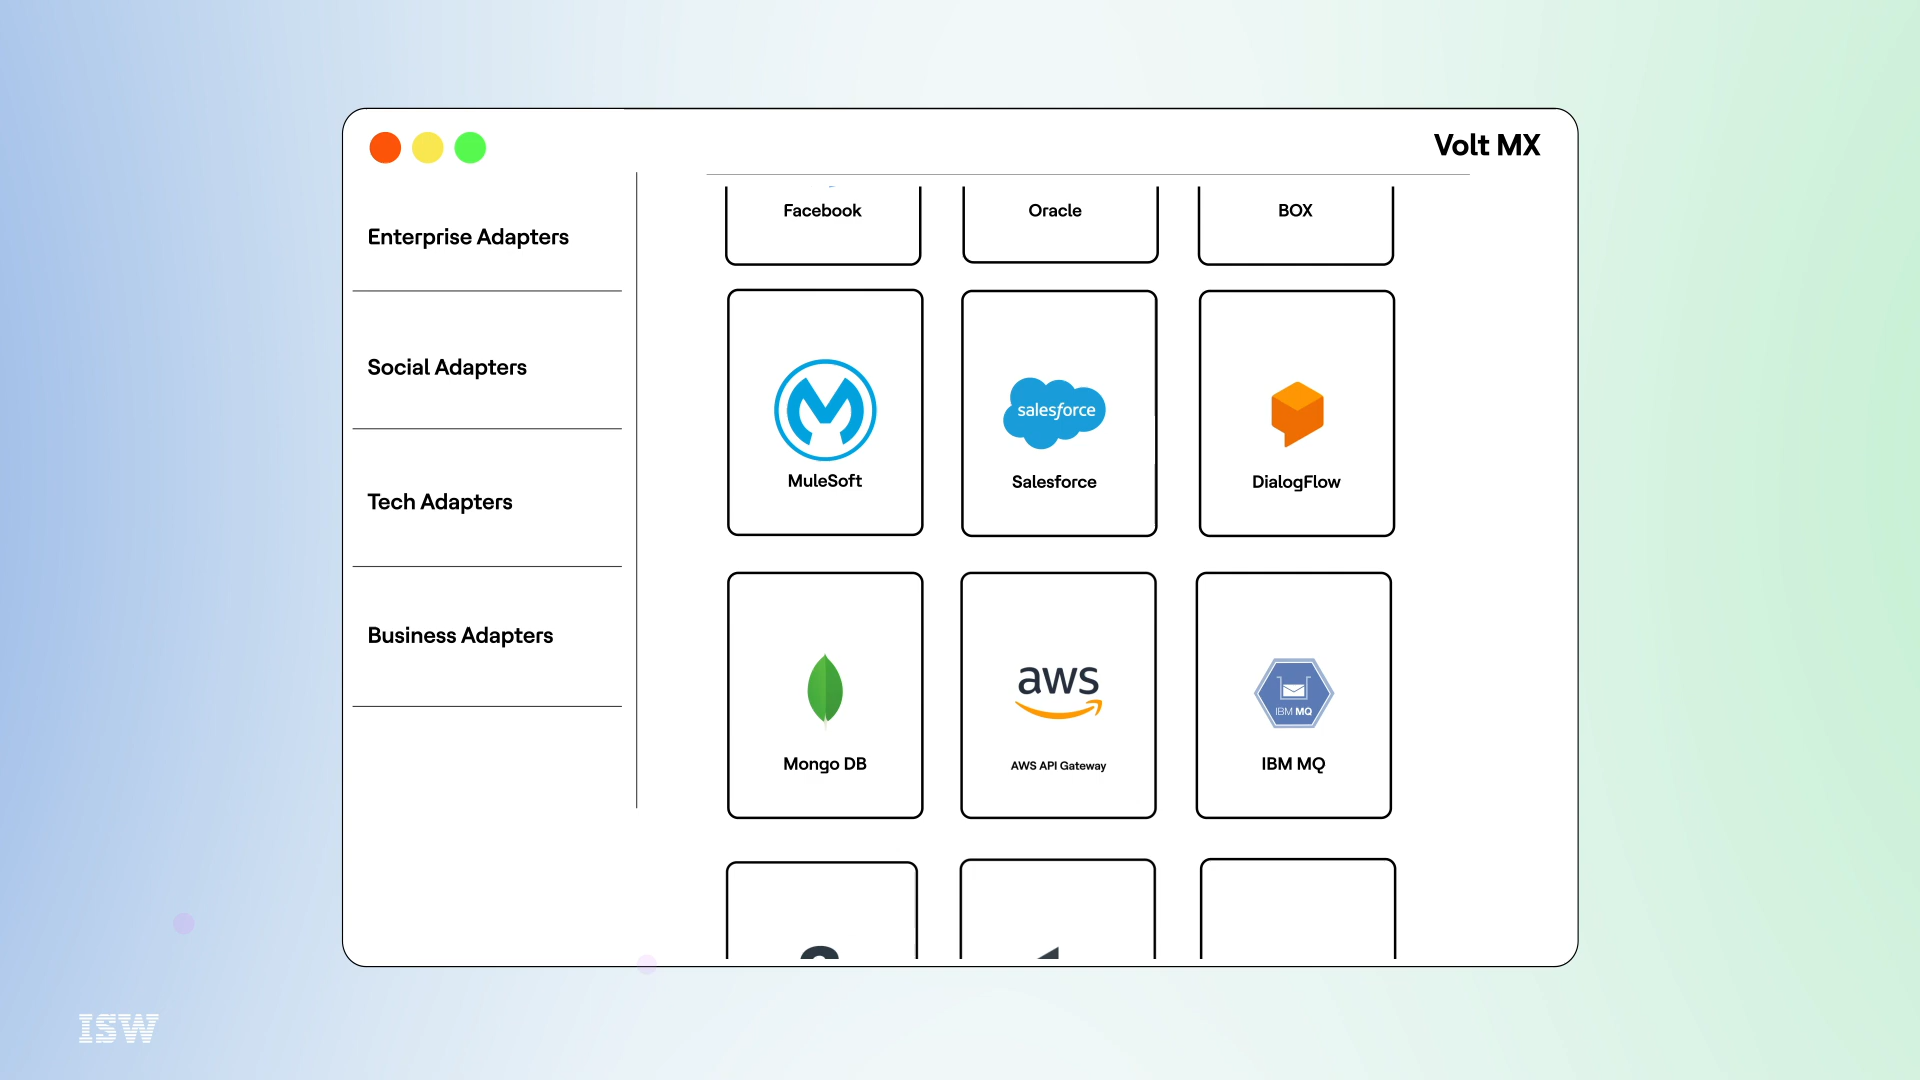 Volt MX
Enterprise Adapters
Social Adapters
Tech Adapters
Business Adapters
Facebook
Oracle
BOX
MuleSoft
salesforce
Salesforce
DialogFlow
Mongo DB
aws
AWS API Gateway
IBM MQ
IBM MQ
ISW